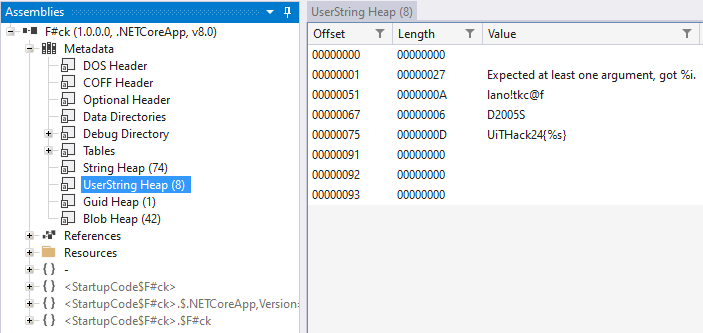 Assemblies
F#ck (1.0.0.0, .NETCoreApp, v8.0)
Metadata
DOS Header
COFF Header
Optional Header
Data Directories
Debug Directory
Tables
String Heap (74)
UserString Heap (8)
Guid Heap (1)
Blob Heap (42)
References
Resources
{ } -
{ } <StartupCode$F#ck>
{ } <StartupCode$F#ck>.$.NETCoreApp,Version=
{ } <StartupCode$F#ck>.$F#ck
UserString Heap (8)
Offset Length Value
00000000 00000000
00000001 00000027 Expected at least one argument, got %i.
00000051 0000000A lano!tkc@f
00000067 00000006 D2005S
00000075 0000000D UiTHack24{%s}
00000091 00000000
00000092 00000000
00000093 00000000